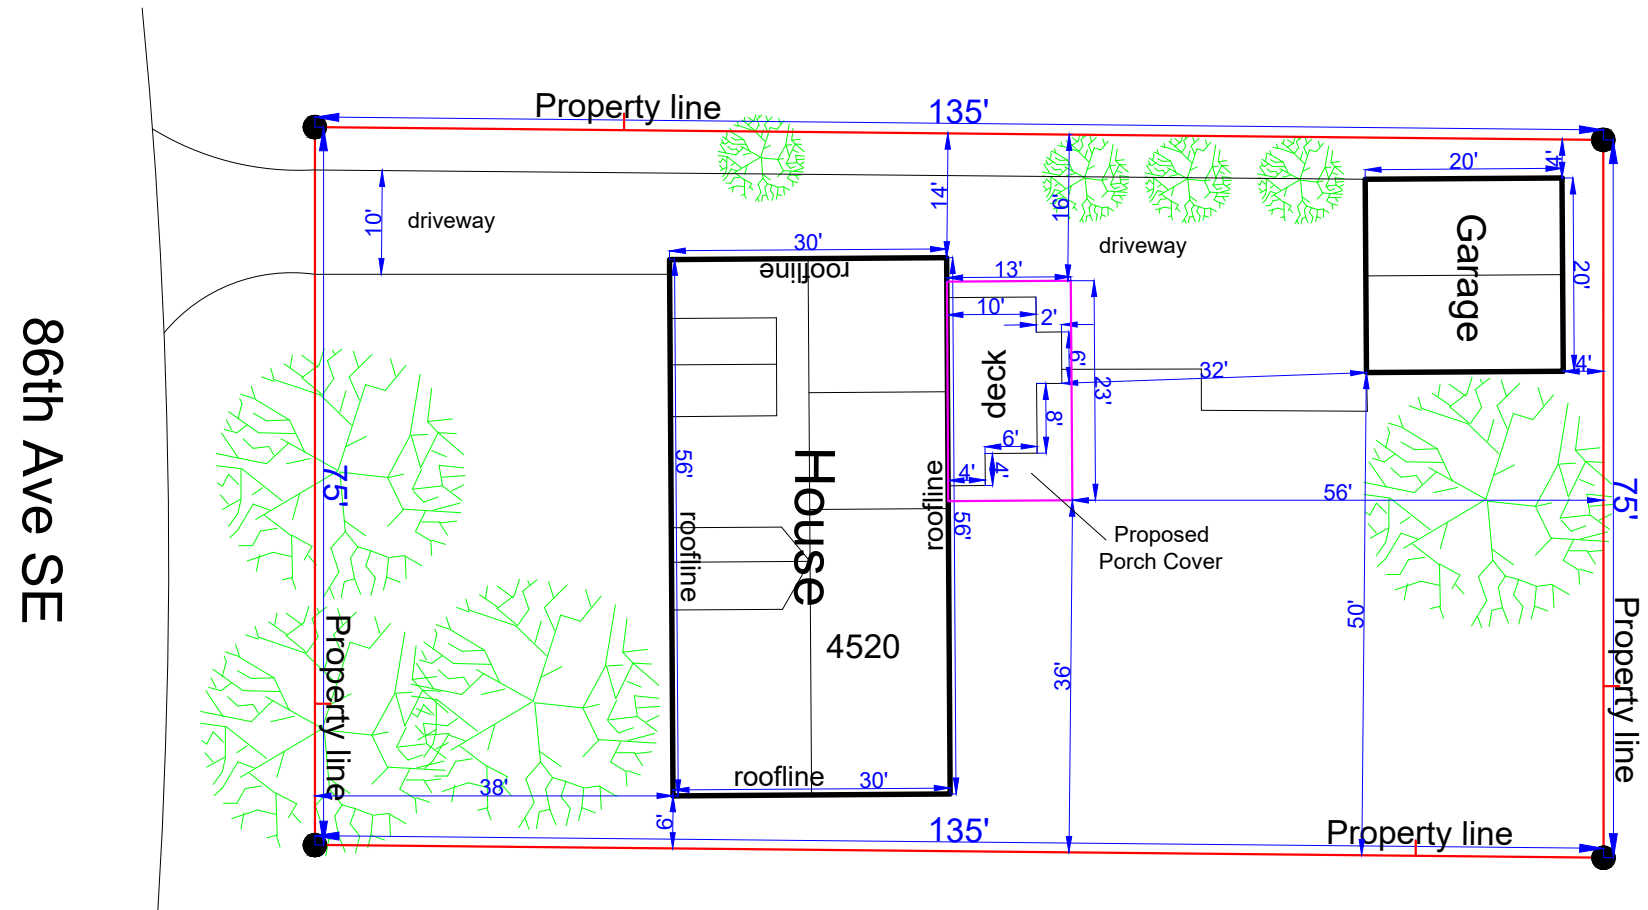 Property line
135'
20'
4'
14'
16'
10'
driveway
driveway
30'
roofline
13'
10'
2'
6'
23'
32'
Garage
20'
4'
deck
8'
6'
4'
4'
86th Ave SE
75'
56'
House
roofline
roofline
56'
56'
75'
Proposed
Porch Cover
50'
36'
4520
Property line
Property line
roofline
30'
38'
6'
135'
Property line